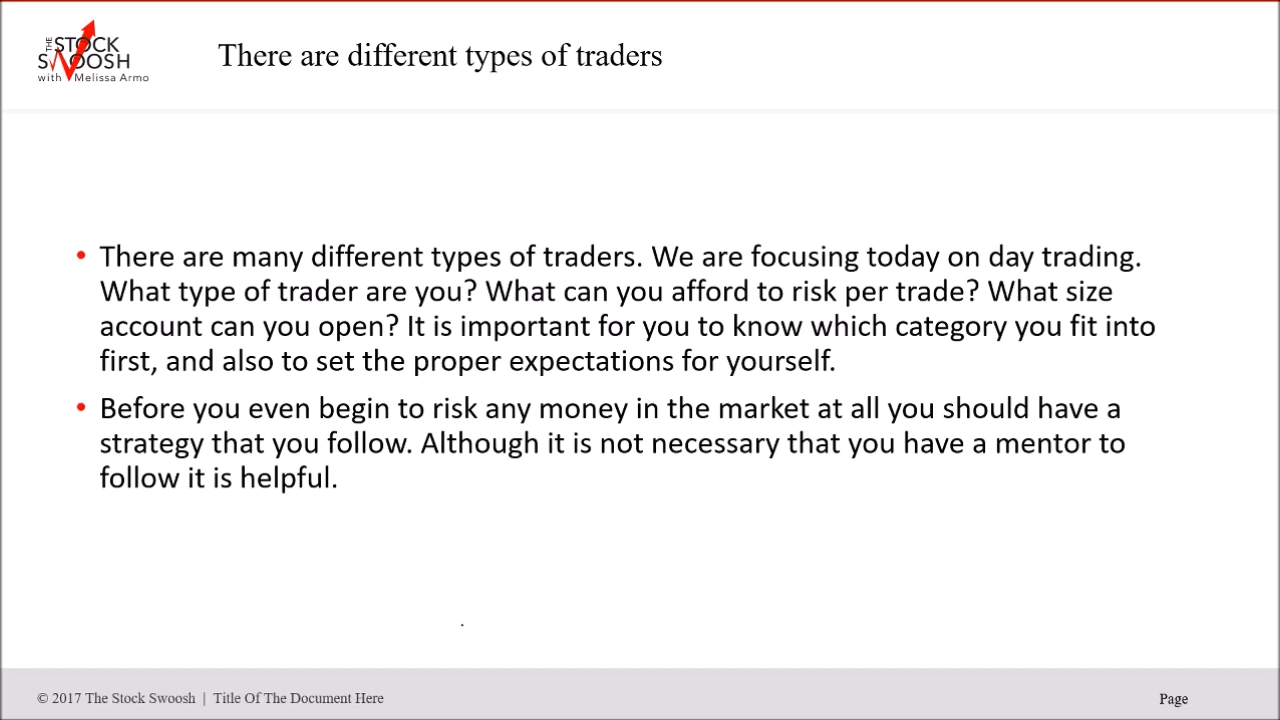 THE STOCK
SWOOSH
with Melissa Armo
There are different types of traders
• There are many different types of traders. We are focusing today on day trading.
What type of trader are you? What can you afford to risk per trade? What size
account can you open? It is important for you to know which category you fit into
first, and also to set the proper expectations for yourself.
• Before you even begin to risk any money in the market at all you should have a
strategy that you follow. Although it is not necessary that you have a mentor to
follow it is helpful.
© 2017 The Stock Swoosh | Title Of The Document Here
Page